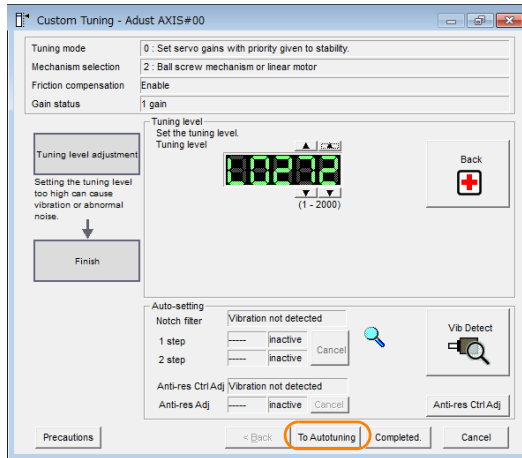 Custom Tuning - Adust AXIS#00
Tuning mode
0 : Set servo gains with priority given to stability.
Mechanism selection
2 : Ball screw mechanism or linear motor
Friction compensation
Enable
Gain status
1 gain
Tuning level adjustment
Setting the tuning level
too high can cause
vibration or abnormal
noise.
Finish
Tuning level
Set the tuning level.
Tuning level
L0272
(1 - 2000)
Back
Auto-setting
Notch filter
Vibration not detected
1 step
-----
inactive
Cancel
2 step
-----
inactive
Anti-res Ctrl Adj
Vibration not detected
Anti-res Adj
-----
inactive
Cancel
Vib Detect
Anti-res Ctrl Adj
Precautions
< Back
To Autotuning
Completed.
Cancel